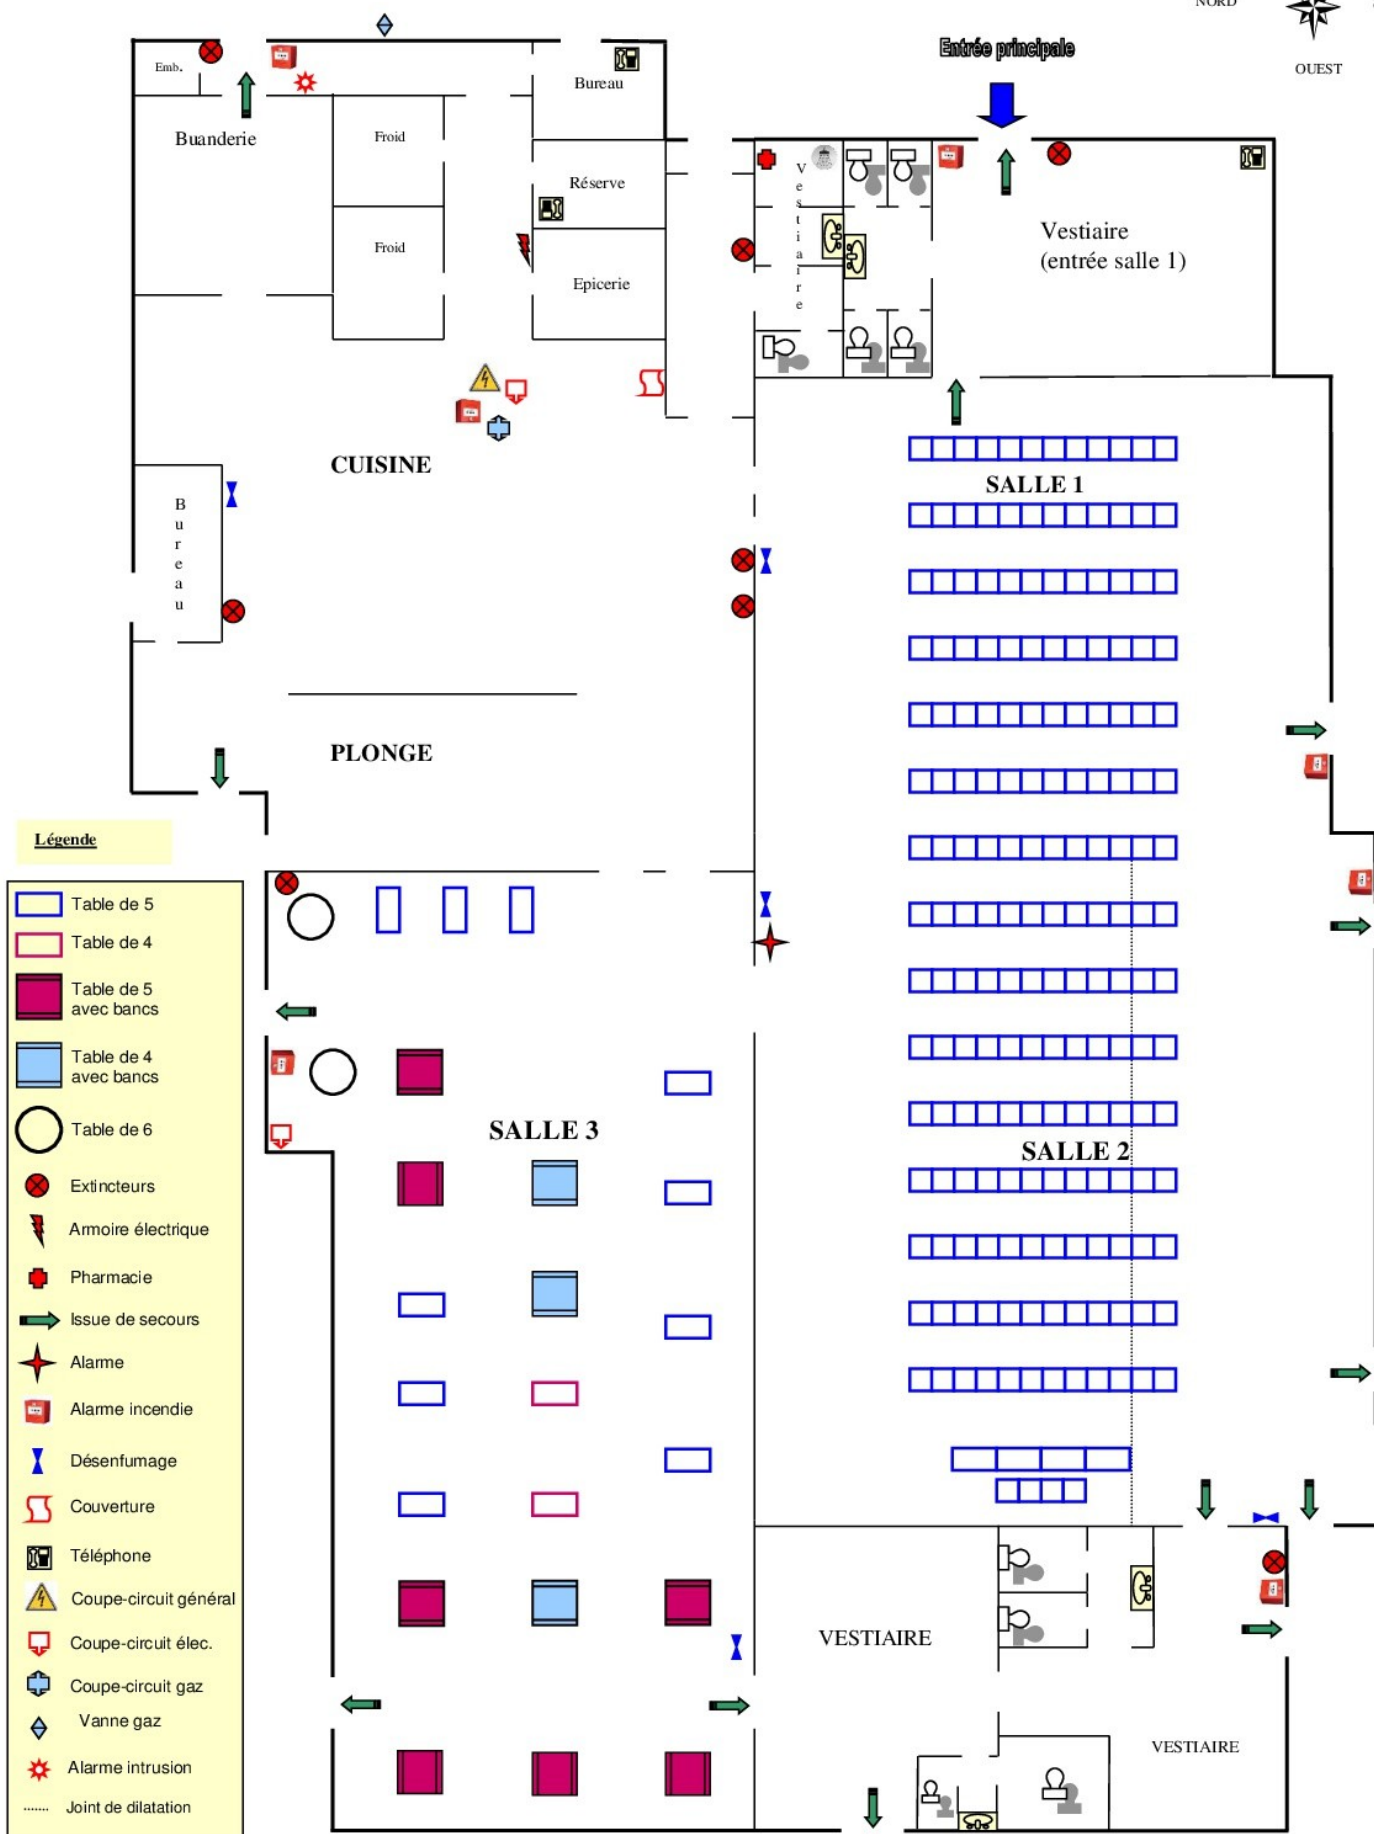 NORD
OUEST
Entrée principale
Emb.
Bureau
Buanderie
Froid
Réserve
Vestiaire
Vestiaire
(entrée salle 1)
Froid
Epicerie
CUISINE
SALLE 1
Bureau
PLONGE
SALLE 3
SALLE 2
VESTIAIRE
VESTIAIRE
Légende
Table de 5
Table de 4
Table de 5
avec bancs
Table de 4
avec bancs
Table de 6
Extincteurs
Armoire électrique
Pharmacie
Issue de secours
Alarme
Alarme incendie
Désenfumage
Couverture
Téléphone
Coupe-circuit général
Coupe-circuit élec.
Coupe-circuit gaz
Vanne gaz
Alarme intrusion
Joint de dilatation